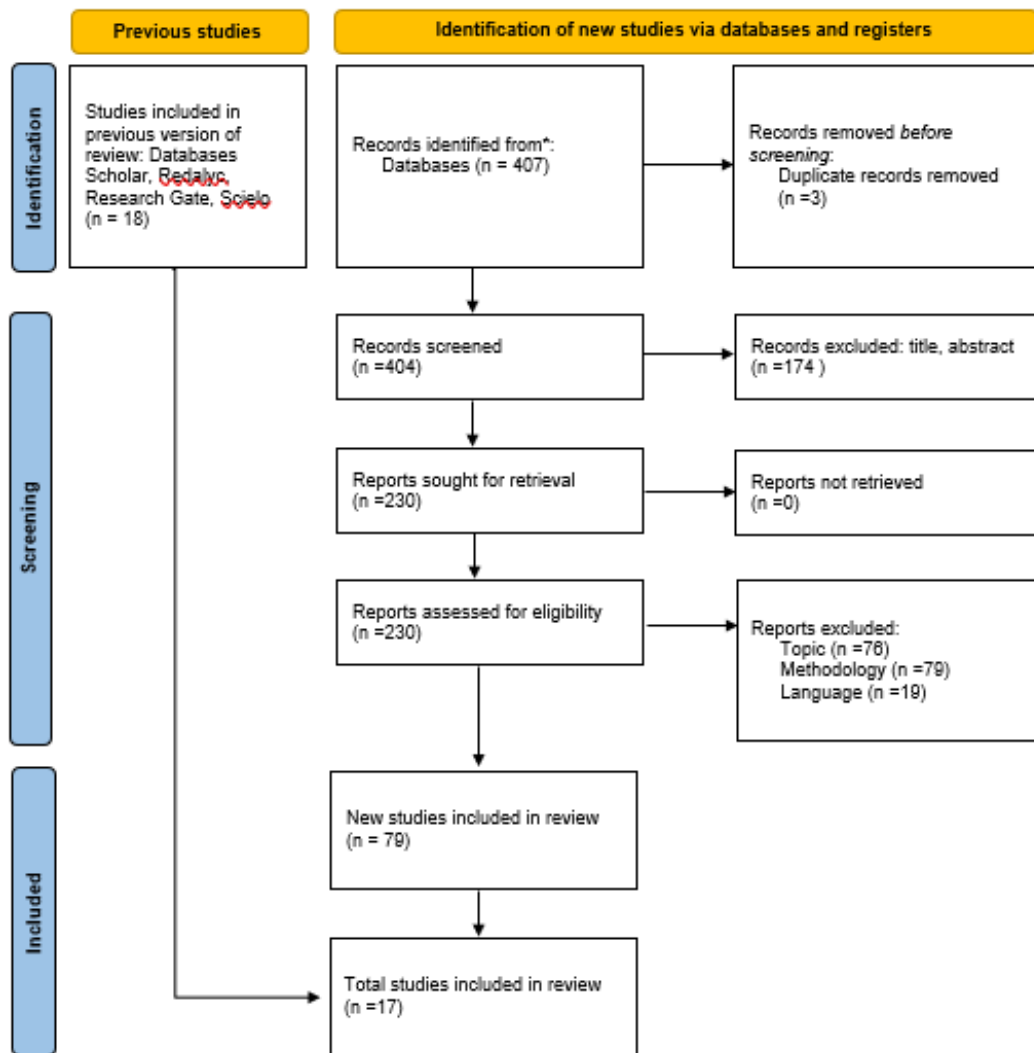 Previous studies
Identification of new studies via databases and registers
Identification
Studies included in
previous version of
review: Databases
Scholar, Redalyc,
Research Gate, Scielo
(n = 18)
Records identified from*:
Databases (n = 407)
Records removed before
screening:
Duplicate records removed
(n =3)
Screening
Records screened
(n =404)
Records excluded: title, abstract
(n =174 )
Reports sought for retrieval
(n =230)
Reports not retrieved
(n =0)
Reports assessed for eligibility
(n =230)
Reports excluded:
Topic (n =76)
Methodology (n =79)
Language (n =19)
Included
New studies included in review
(n = 79)
Total studies included in review
(n =17)